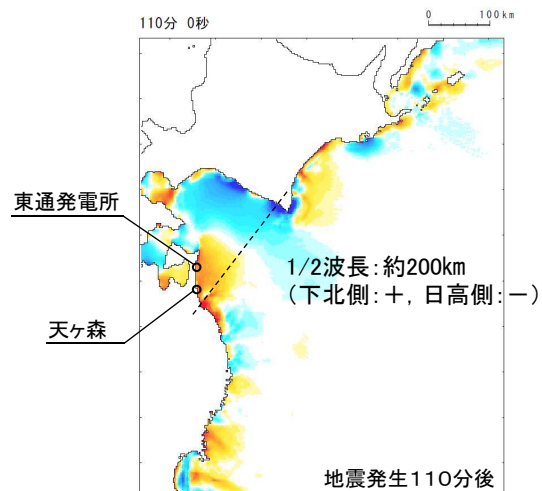 110分 0秒
0 100km
東通発電所
1/2波長:約200km
(下北側:+, 日高側:-)
天ヶ森
地震発生110分後